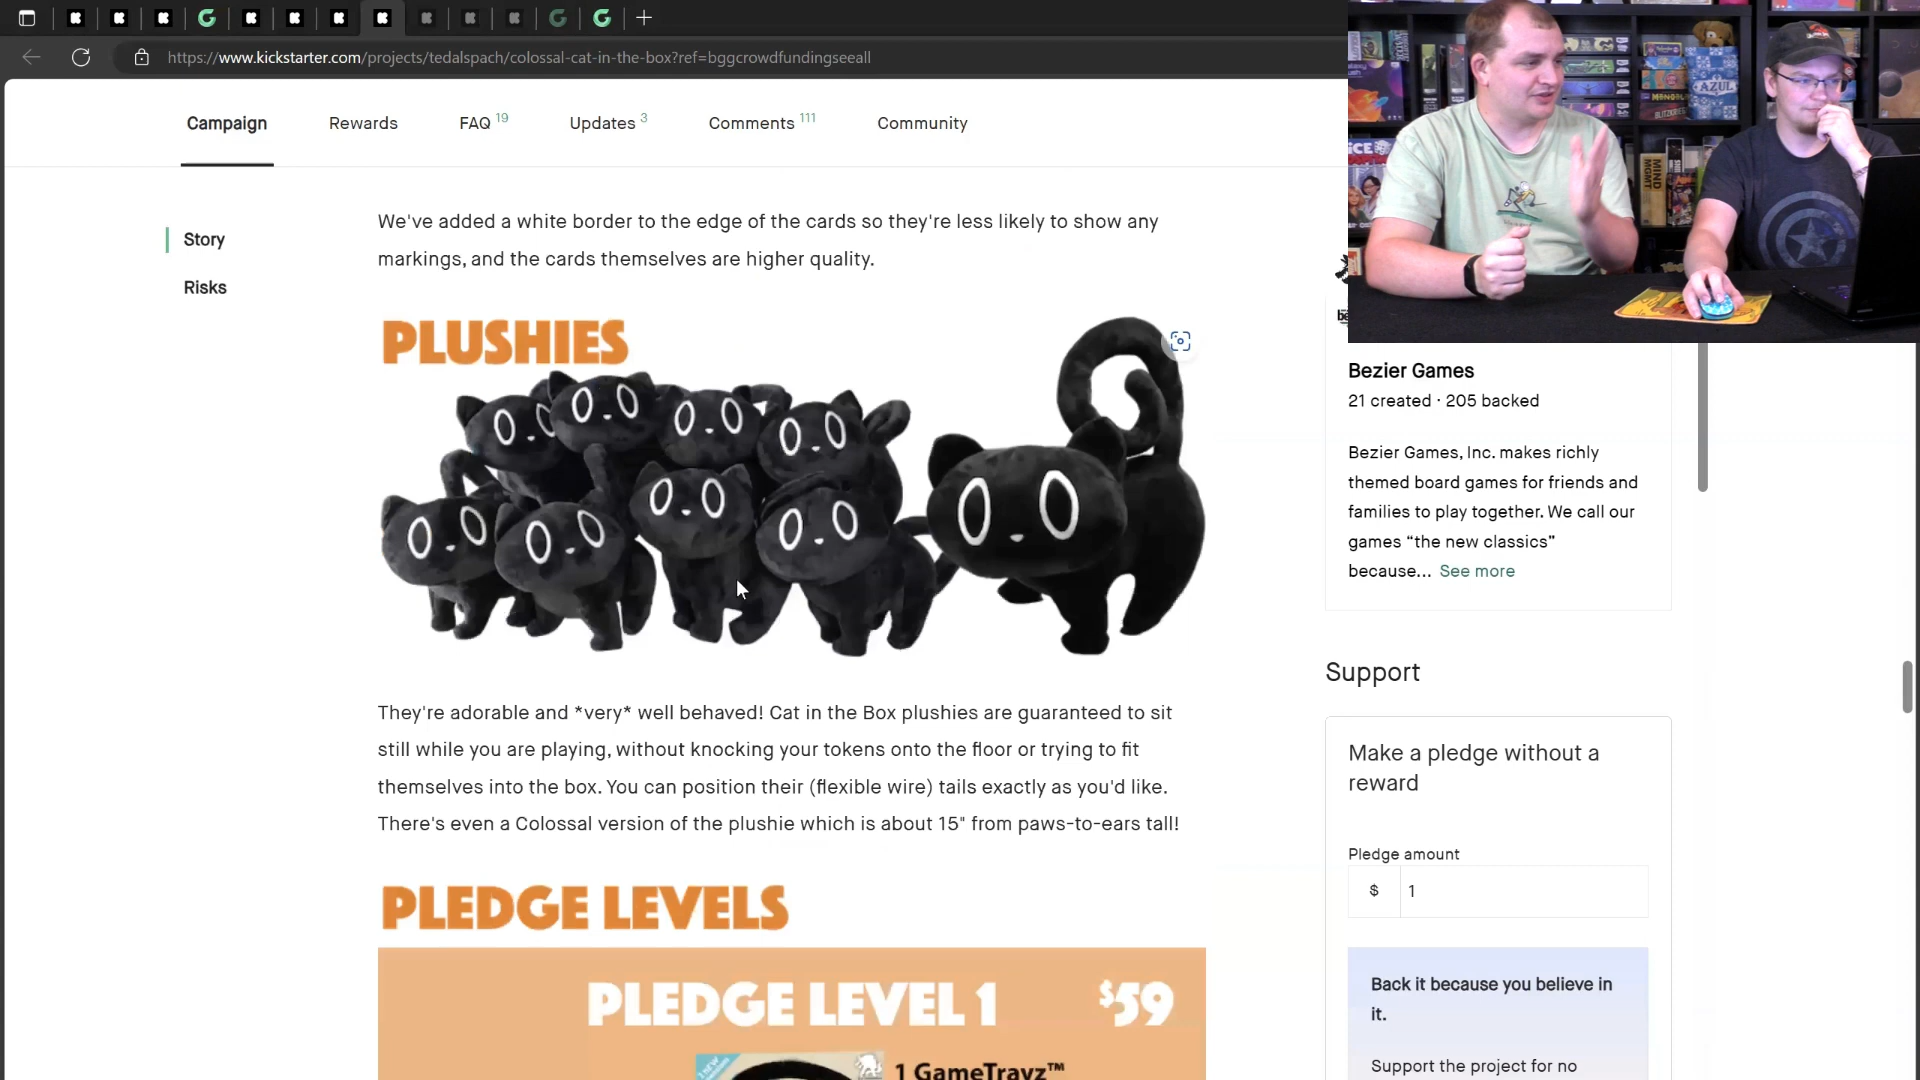 https://www.kickstarter.com/projects/tedalspach/colossal-cat-in-the-box?ref=bggcrowdfundingseeall
Campaign
Rewards
FAQ 19
Updates 3
Comments 111
Community
Story
Risks
We've added a white border to the edge of the cards so they're less likely to show any
markings, and the cards themselves are higher quality.
PLUSHIES
They're adorable and *very* well behaved! Cat in the Box plushies are guaranteed to sit
still while you are playing, without knocking your tokens onto the floor or trying to fit
themselves into the box. You can position their (flexible wire) tails exactly as you'd like.
There's even a Colossal version of the plushie which is about 15" from paws-to-ears tall!
PLEDGE LEVELS
PLEDGE LEVEL 1
$59
1 GameTrayz™
Bezier Games
21 created · 205 backed
Bezier Games, Inc. makes richly
themed board games for friends and
families to play together. We call our
games “the new classics”
because... See more
Support
Make a pledge without a
reward
Pledge amount
$ 1
Back it because you believe in
it.
Support the project for no
AZUL
MIND
MGMT